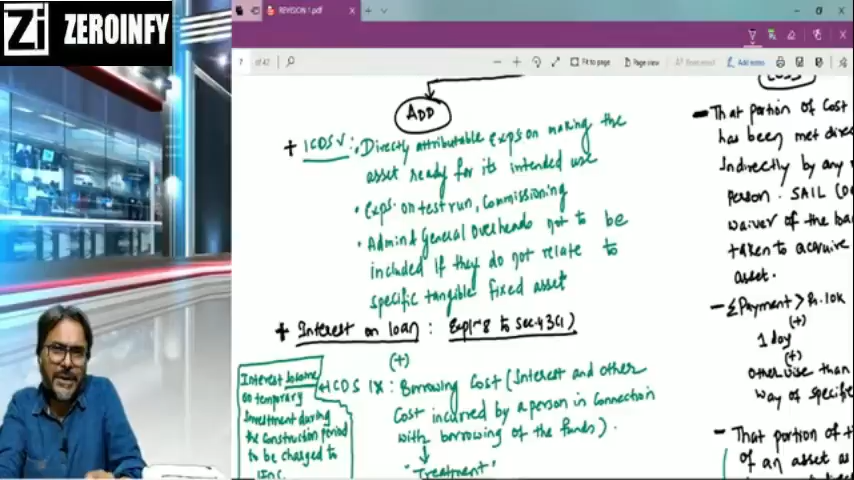 Zi ZEROINFY
REVISION 1.pdf
7 of 42
Fit to page
Page view
Add notes
ADD
+ ICDS V : • Directly attributable exps on making the
asset ready for its intended use
• Exps. on test run, Commissioning
• Admin & General overheads not to be
included if they do not relate to
specific tangible fixed asset
+ Interest on loan : Expln 8 to Sec 43(1)
(+)
ICDS IX : Borrowing Cost (Interest and other
Cost incurred by a person in Connection
with borrowing of the funds).
"Treatment"
Interest Income
on temporary
Investment during
the Construction period
to be charged to
- That portion of Cost
has been met dire
Indirectly by any
Person. SAIL
waiver of the
taken to acquire
asset.
- Σ Payment > Rs. 10k
(+)
1 day
(+)
otherwise than
way of specifie
- That portion of
of an asset as